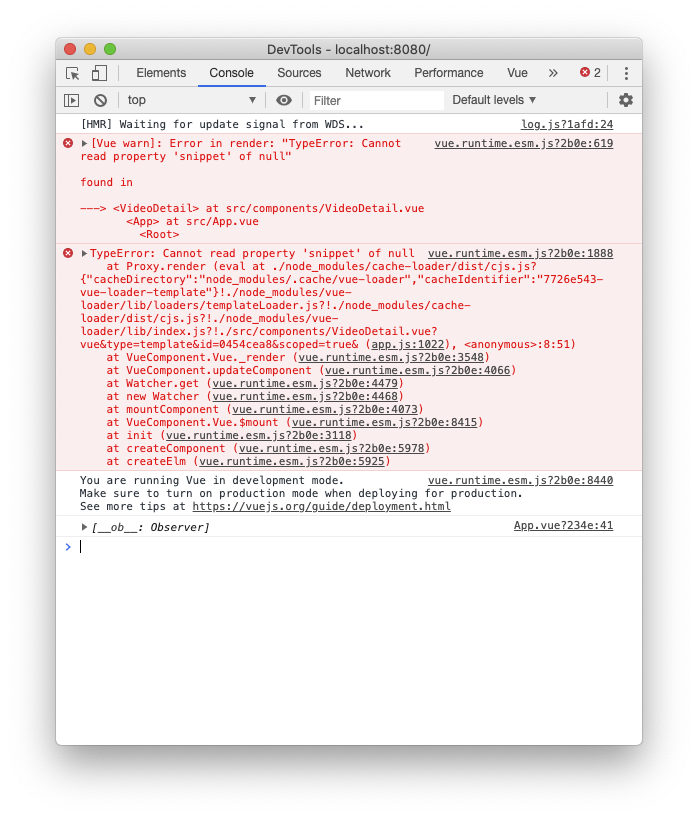 DevTools - localhost:8080/
Elements Console Sources Network Performance Vue » 2
top ▼ Filter Default levels ▼
[HMR] Waiting for update signal from WDS... log.js?1afd:24
▶[Vue warn]: Error in render: "TypeError: Cannot vue.runtime.esm.js?2b0e:619
read property 'snippet' of null"
found in
---> <VideoDetail> at src/components/VideoDetail.vue
<App> at src/App.vue
<Root>
▶TypeError: Cannot read property 'snippet' of null vue.runtime.esm.js?2b0e:1888
at Proxy.render (eval at ./node_modules/cache-loader/dist/cjs.js?
{"cacheDirectory":"node_modules/.cache/vue-loader","cacheIdentifier":"7726e543-
vue-loader-template"}!./node_modules/vue-
loader/lib/loaders/templateLoader.js?!./node_modules/cache-
loader/dist/cjs.js?!./node_modules/vue-
loader/lib/index.js?!./src/components/VideoDetail.vue?
vue&type=template&id=0454cea8&scoped=true& (app.js:1022), <anonymous>:8:51)
at VueComponent.Vue._render (vue.runtime.esm.js?2b0e:3548)
at VueComponent.updateComponent (vue.runtime.esm.js?2b0e:4066)
at Watcher.get (vue.runtime.esm.js?2b0e:4479)
at new Watcher (vue.runtime.esm.js?2b0e:4468)
at mountComponent (vue.runtime.esm.js?2b0e:4073)
at VueComponent.Vue.$mount (vue.runtime.esm.js?2b0e:8415)
at init (vue.runtime.esm.js?2b0e:3118)
at createComponent (vue.runtime.esm.js?2b0e:5978)
at createElm (vue.runtime.esm.js?2b0e:5925)
You are running Vue in development mode. vue.runtime.esm.js?2b0e:8440
Make sure to turn on production mode when deploying for production.
See more tips at https://vuejs.org/guide/deployment.html
▶[__ob__: Observer] App.vue?234e:41